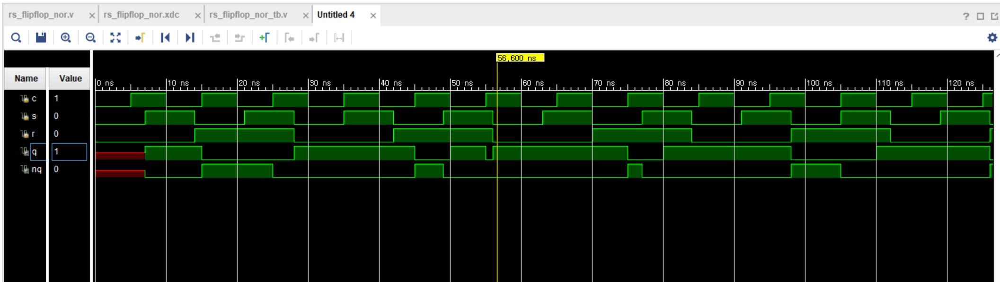 rs_flipflop_nor.v × rs_flipflop_nor.xdc × rs_flipflop_nor_tb.v × Untitled 4 ×
56,600 ns
Name Value
0 ns 10 ns 20 ns 30 ns 40 ns 50 ns 60 ns 70 ns 80 ns 90 ns 100 ns 110 ns 120 ns
c 1
s 0
r 0
q 1
nq 0